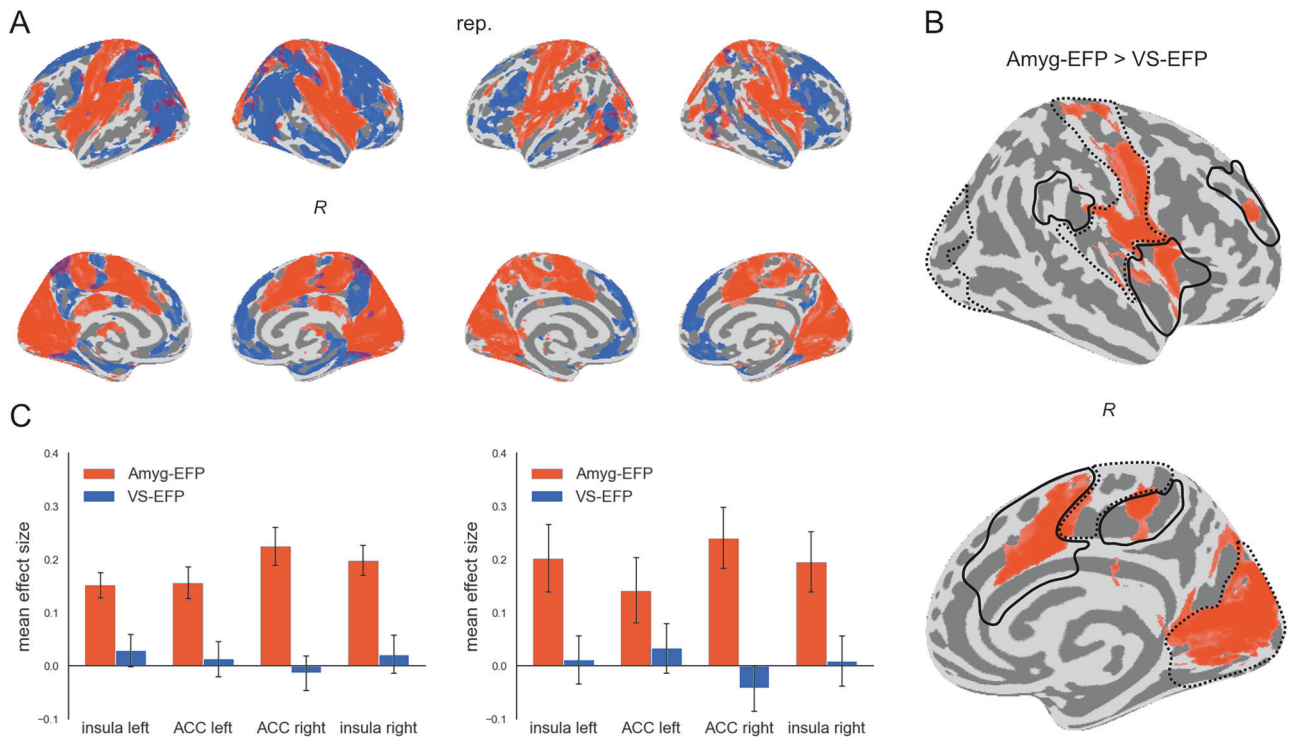 A
rep.
R
B
Amyg-EFP > VS-EFP
R
C
mean effect size
0.4
0.3
0.2
0.1
0.0
−0.1
Amyg-EFP
VS-EFP
insula left ACC left ACC right insula right
mean effect size
0.4
0.3
0.2
0.1
0.0
−0.1
Amyg-EFP
VS-EFP
insula left ACC left ACC right insula right